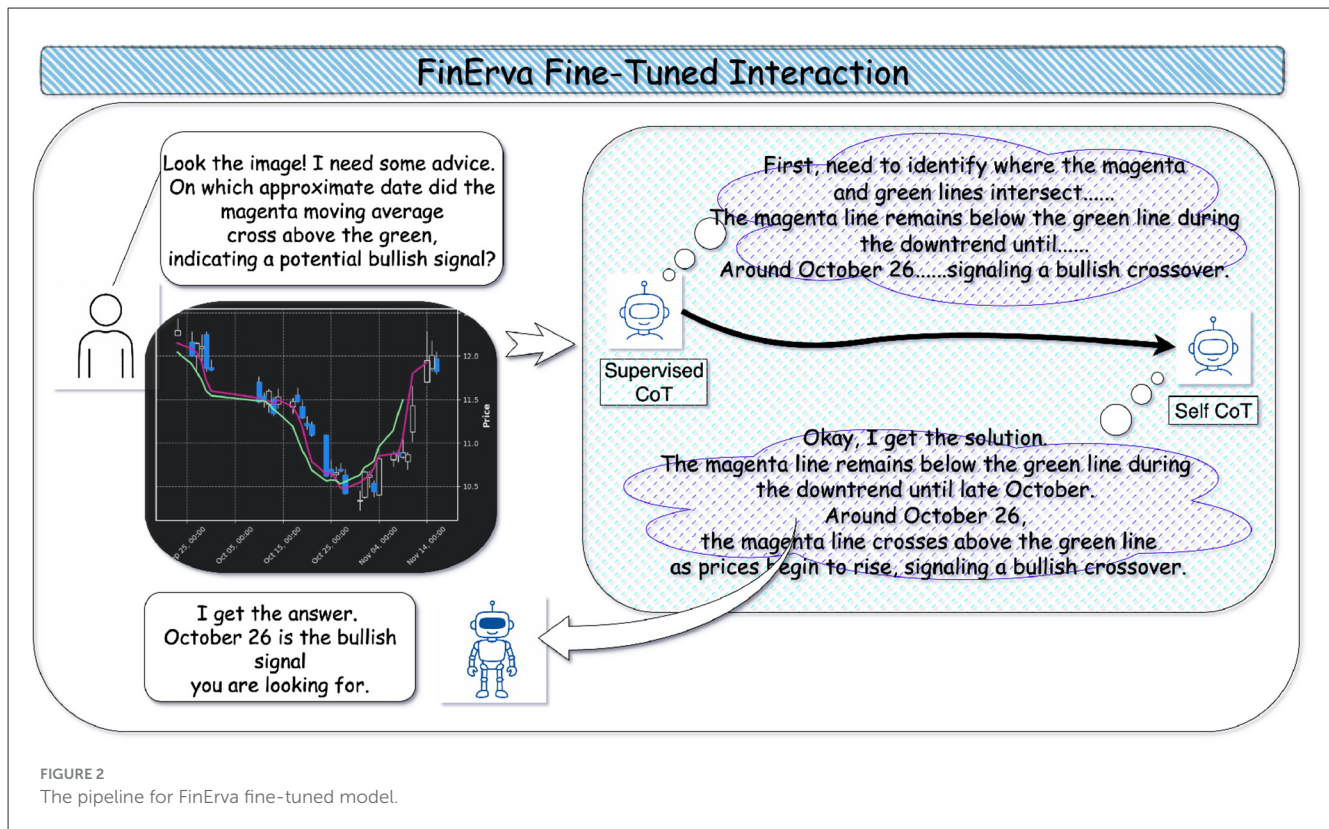 FinErva Fine-Tuned Interaction
Look the image! I need some advice.
On which approximate date did the
magenta moving average
cross above the green,
indicating a potential bullish signal?
First, need to identify where the magenta
and green lines intersect......
The magenta line remains below the green line during
the downtrend until......
Around October 26......signaling a bullish crossover.
Supervised
CoT
Self CoT
12.0
11.5
11.0
10.5
Price
p 25, 00:00
Oct 05, 00:00
Oct 15, 00:00
Oct 25, 00:00
Nov 04, 00:00
Nov 14, 00:00
Okay, I get the solution.
The magenta line remains below the green line during
the downtrend until late October.
Around October 26,
the magenta line crosses above the green line
as prices begin to rise, signaling a bullish crossover.
I get the answer.
October 26 is the bullish
signal
you are looking for.
FIGURE 2
The pipeline for FinErva fine-tuned model.